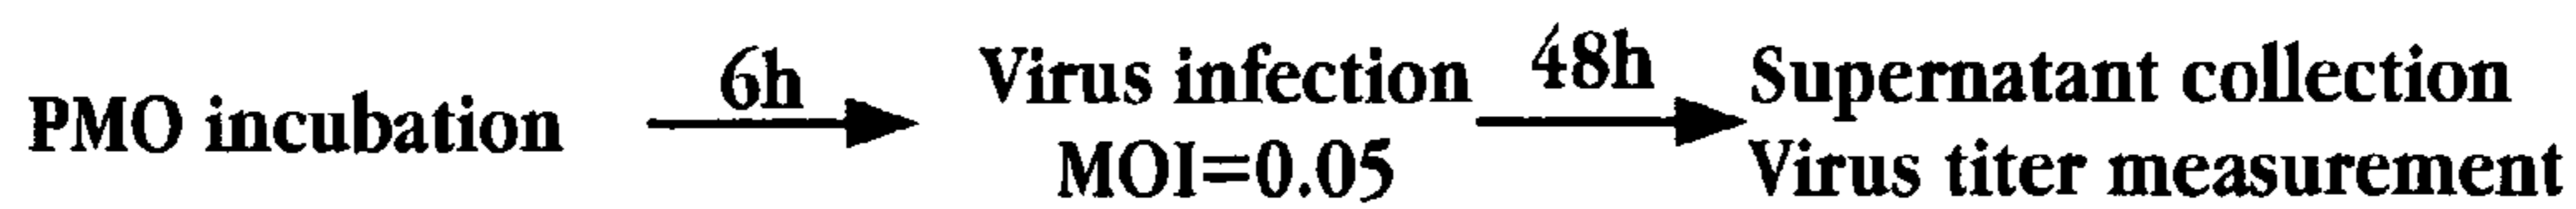 PMO incubation
6h
Virus infection
MOI=0.05
48h
Supernatant collection
Virus titer measurement